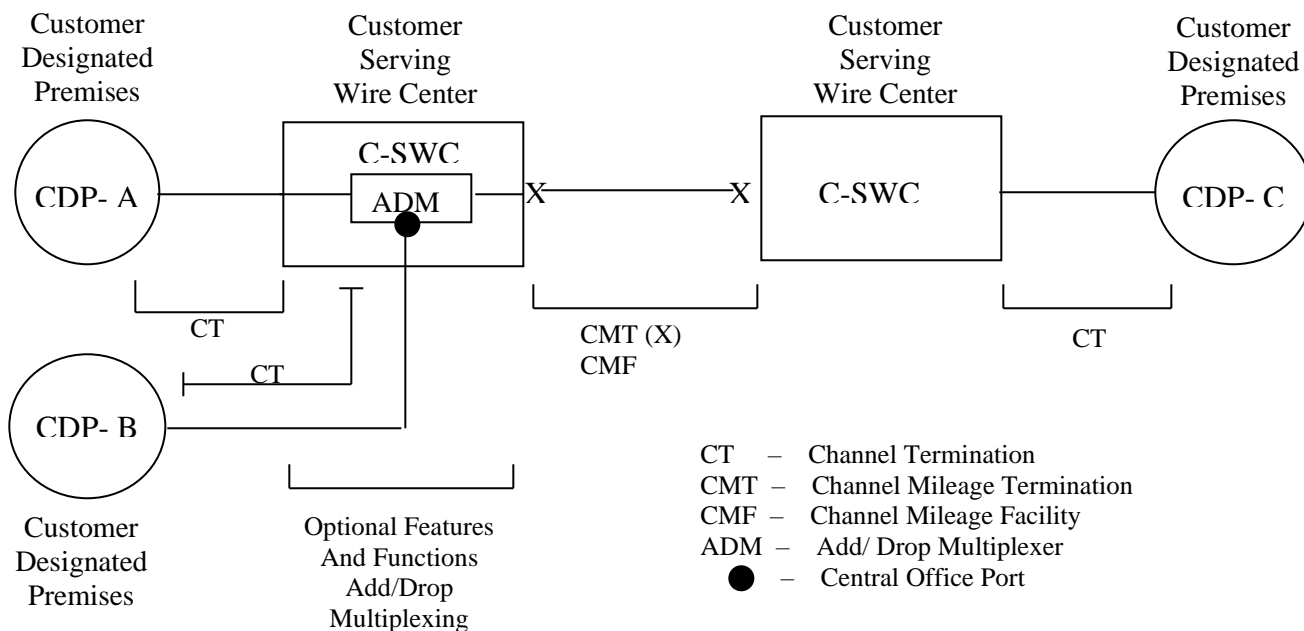 Customer
Designated
Premises
Customer
Serving
Wire Center
Customer
Serving
Wire Center
Customer
Designated
Premises
CDP- A
C-SWC
ADM
X
X
C-SWC
CDP- C
CT
CMT (X)
CMF
CT
CT
CDP- B
Customer
Designated
Premises
Optional Features
And Functions
Add/Drop
Multiplexing
CT – Channel Termination
CMT – Channel Mileage Termination
CMF – Channel Mileage Facility
ADM – Add/ Drop Multiplexer
– Central Office Port